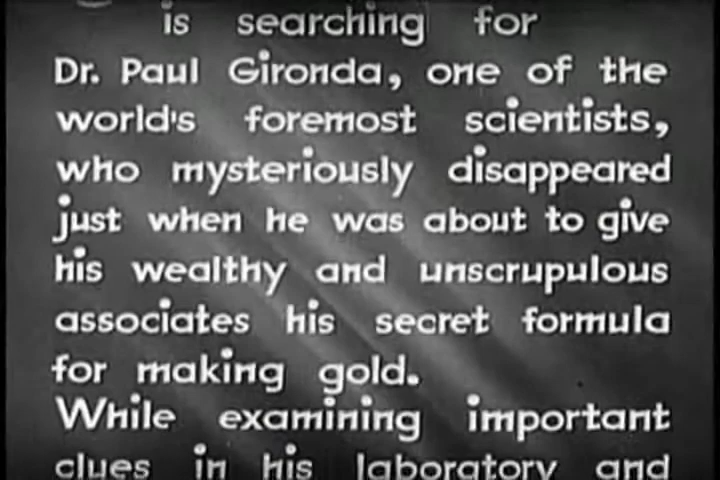 is searching for
Dr. Paul Gironda, one of the
world's foremost scientists,
who mysteriously disappeared
just when he was about to give
his wealthy and unscrupulous
associates his secret formula
for making gold.
While examining important
clues in his laboratory and